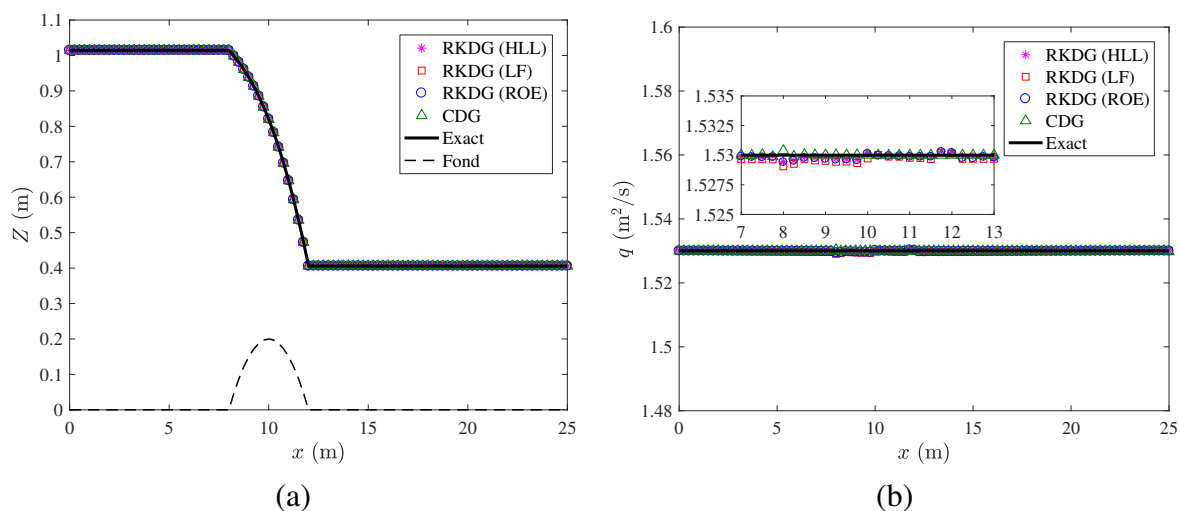 1.1
1
0.9
0.8
0.7
0.6
0.5
0.4
0.3
0.2
0.1
0
Z (m)
0 5 10 15 20 25
x (m)
RKDG (HLL)
RKDG (LF)
RKDG (ROE)
CDG
Exact
Fond
(a)
1.6
1.58
1.56
1.54
1.52
1.5
1.48
q (m²/s)
0 5 10 15 20 25
x (m)
1.535
1.5325
1.53
1.5275
1.525
7 8 9 10 11 12 13
RKDG (HLL)
RKDG (LF)
RKDG (ROE)
CDG
Exact
(b)